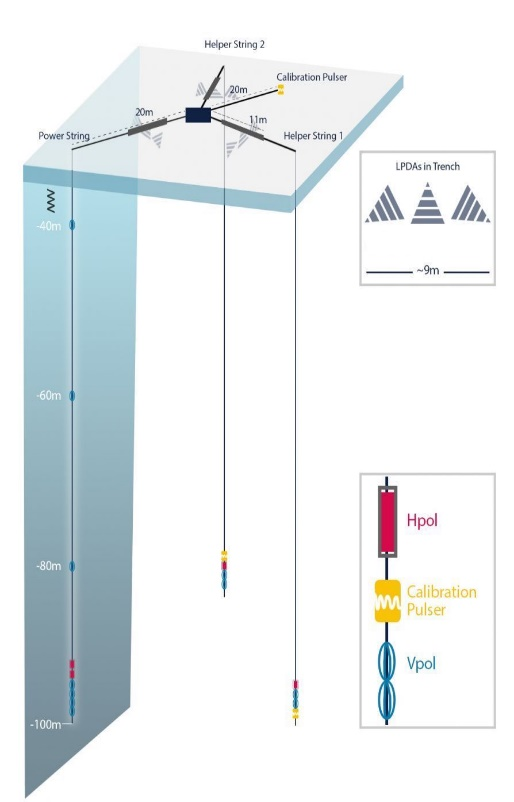 Helper String 2
Calibration Pulser
20m
20m
11m
Power String
Helper String 1
LPDAs in Trench
~9m
-40m
-60m
-80m
-100m
Hpol
Calibration
Pulser
Vpol